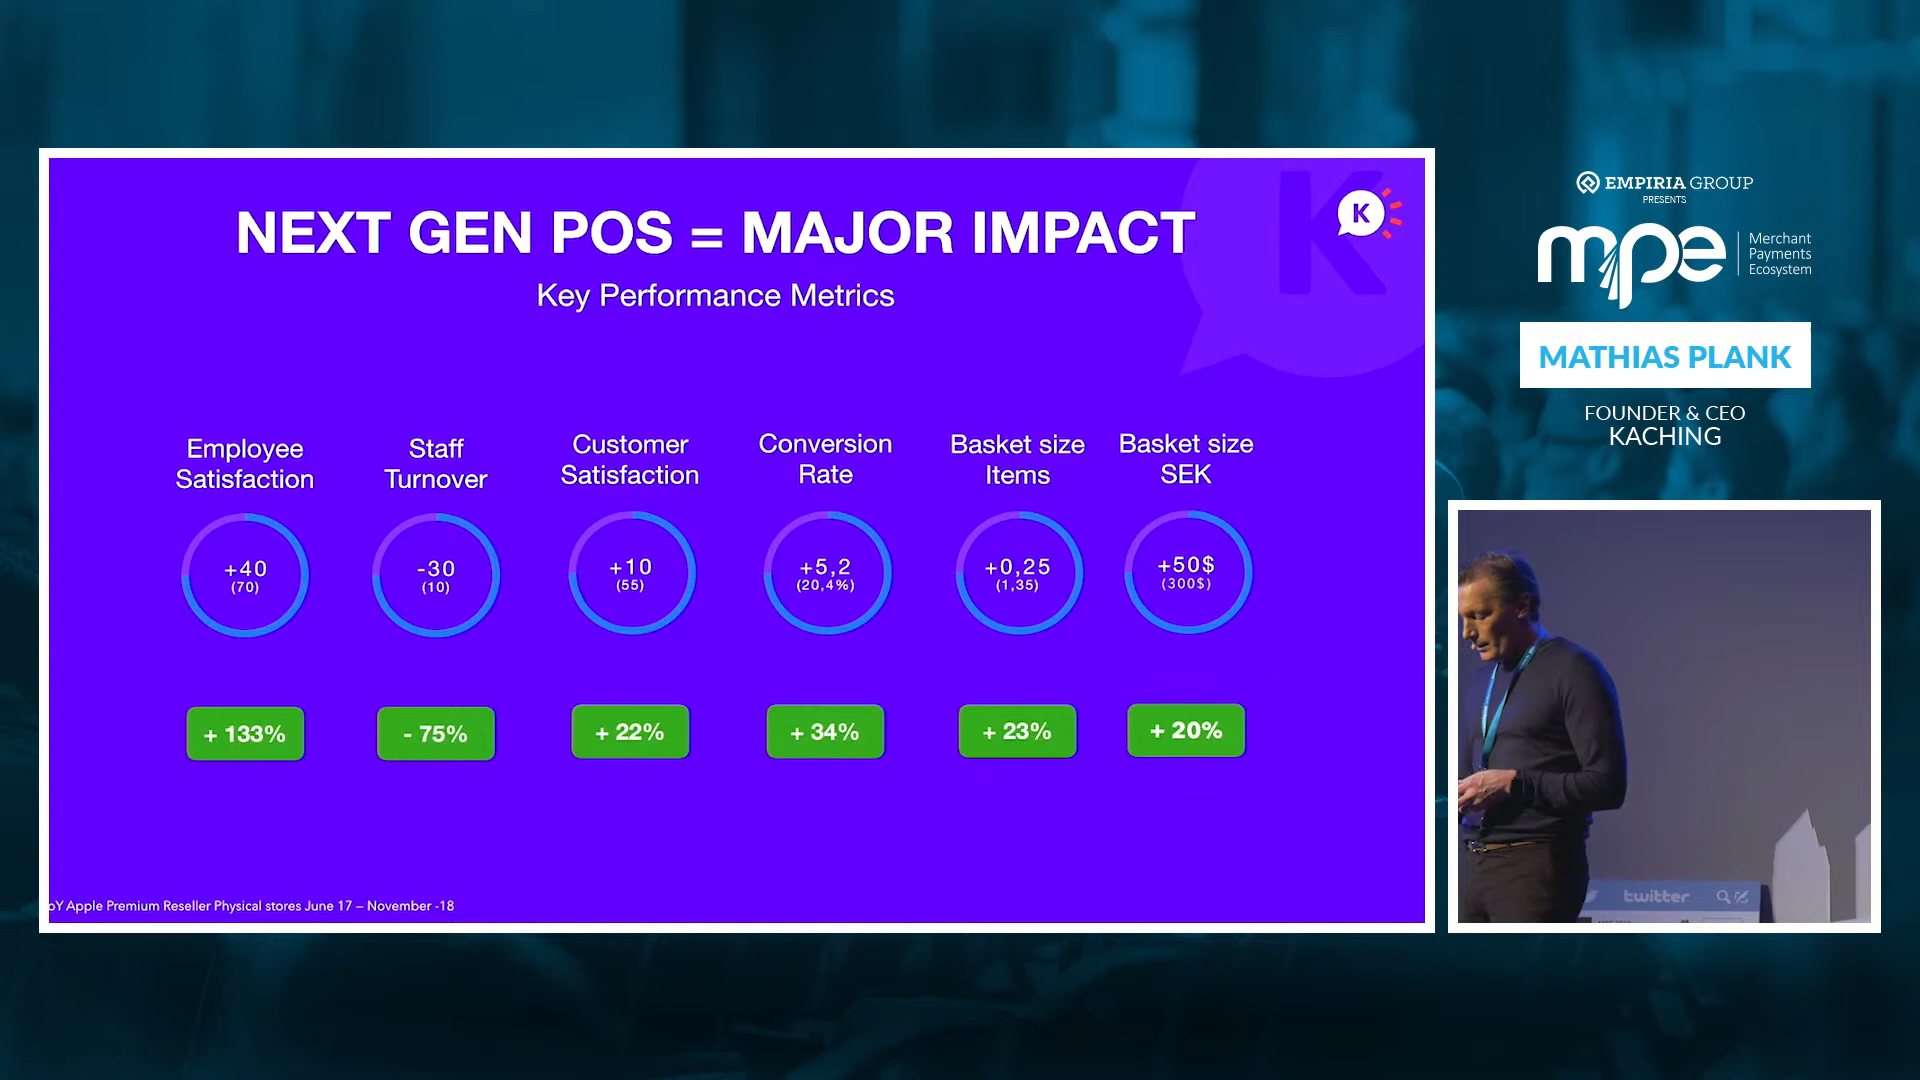 NEXT GEN POS = MAJOR IMPACT
K
Key Performance Metrics
Employee
Satisfaction
+40
(70)
+ 133%
Staff
Turnover
-30
(10)
- 75%
Customer
Satisfaction
+10
(55)
+ 22%
Conversion
Rate
+5,2
(20,4%)
+ 34%
Basket size
Items
+0,25
(1,35)
+ 23%
Basket size
SEK
+50$
(300$)
+ 20%
oY Apple Premium Reseller Physical stores June 17 – November -18
EMPIRIA GROUP
PRESENTS
mpe
Merchant
Payments
Ecosystem
MATHIAS PLANK
FOUNDER & CEO
KACHING
twitter